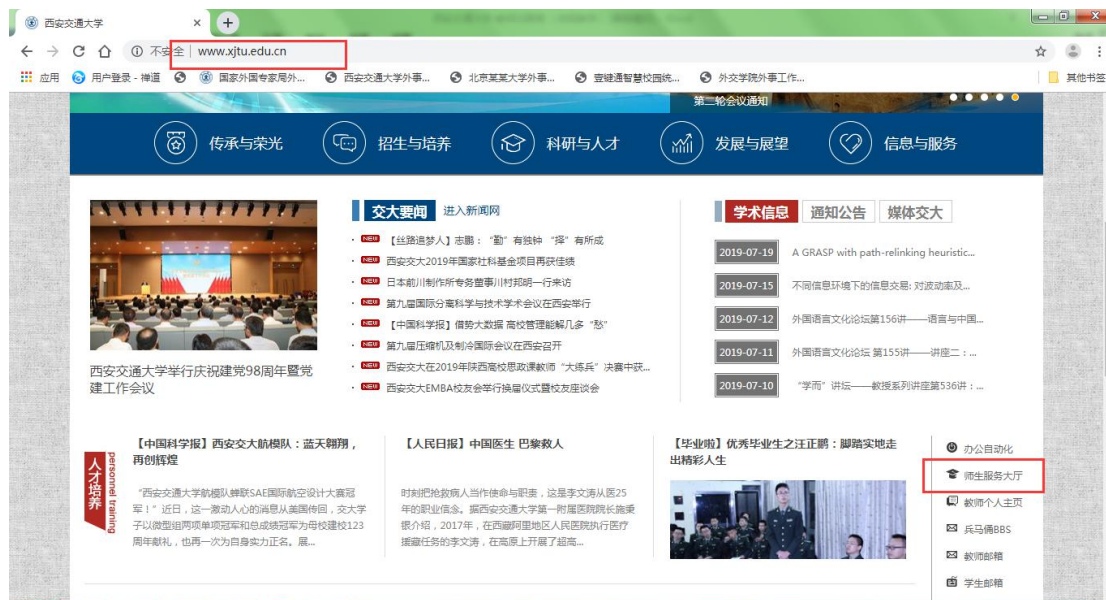 西安交通大学
不安全 www.xjtu.edu.cn
应用 用户登录 - 禅道 国家外国专家局外... 西安交通大学外事... 北京某某大学外事... 壹键通智慧校园统... 外交学院外事工作... 其他书签
第二轮会议通知
传承与荣光 招生与培养 科研与人才 发展与展望 信息与服务
交大要闻 进入新闻网
NEW 【丝路追梦人】志鹏：“勤”有独钟 “择”有所成
NEW 西安交大2019年国家社科基金项目再获佳绩
NEW 日本前川制作所专务董事川村邦明一行来访
NEW 第九届国际分离科学与技术学术会议在西安举行
NEW 【中国科学报】借势大数据 高校管理能解几多“愁”
NEW 第九届压缩机及制冷国际会议在西安召开
NEW 西安交大在2019年陕西高校思政课教师“大练兵”决赛中获...
NEW 西安交大EMBA校友会举行换届仪式暨校友座谈会
学术信息 通知公告 媒体交大
2019-07-19 A GRASP with path-relinking heuristic...
2019-07-15 不同信息环境下的信息交易: 对波动率及...
2019-07-12 外国语言文化论坛第156讲——语言与中国...
2019-07-11 外国语言文化论坛 第155讲——讲座二：...
2019-07-10 “学而”讲坛——教授系列讲座第536讲：...
西安交通大学举行庆祝建党98周年暨党
建工作会议
人才培养
personnel training
【中国科学报】西安交大航模队：蓝天翱翔，
再创辉煌
“西安交通大学航模队蝉联SAE国际航空设计大赛冠
军！”近日，这一激动人心的消息从美国传回，交大学
子以微型组两项单项冠军和总成绩冠军为母校建校123
周年献礼，也再一次为自身实力正名。展...
【人民日报】中国医生 巴黎救人
时刻把抢救病人当作使命与职责，这是李文涛从医25
年的职业信念。据西安交通大学第一附属医院院长施秉
银介绍，2017年，在西藏阿里地区人民医院执行医疗
援藏任务的李文涛，在高原上开展了超高...
【毕业啦】优秀毕业生之汪正鹏：脚踏实地走
出精彩人生
办公自动化
师生服务大厅
教师个人主页
兵马俑BBS
教师邮箱
学生邮箱